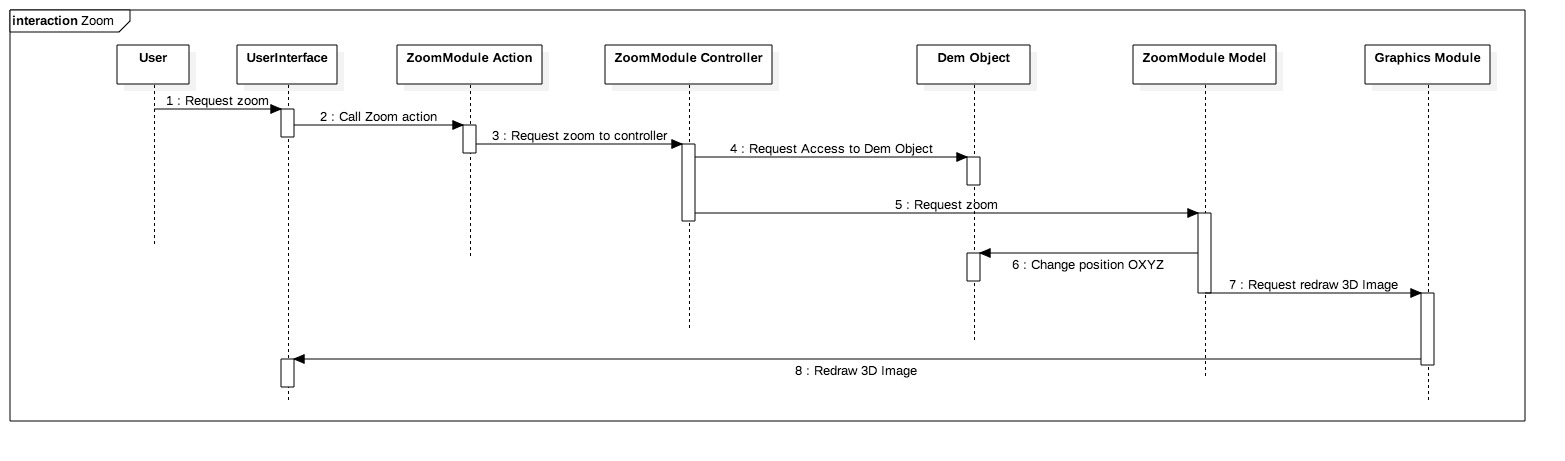 interaction Zoom
User
UserInterface
ZoomModule Action
ZoomModule Controller
Dem Object
ZoomModule Model
Graphics Module
1 : Request zoom
2 : Call Zoom action
3 : Request zoom to controller
4 : Request Access to Dem Object
5 : Request zoom
6 : Change position OXYZ
7 : Request redraw 3D Image
8 : Redraw 3D Image